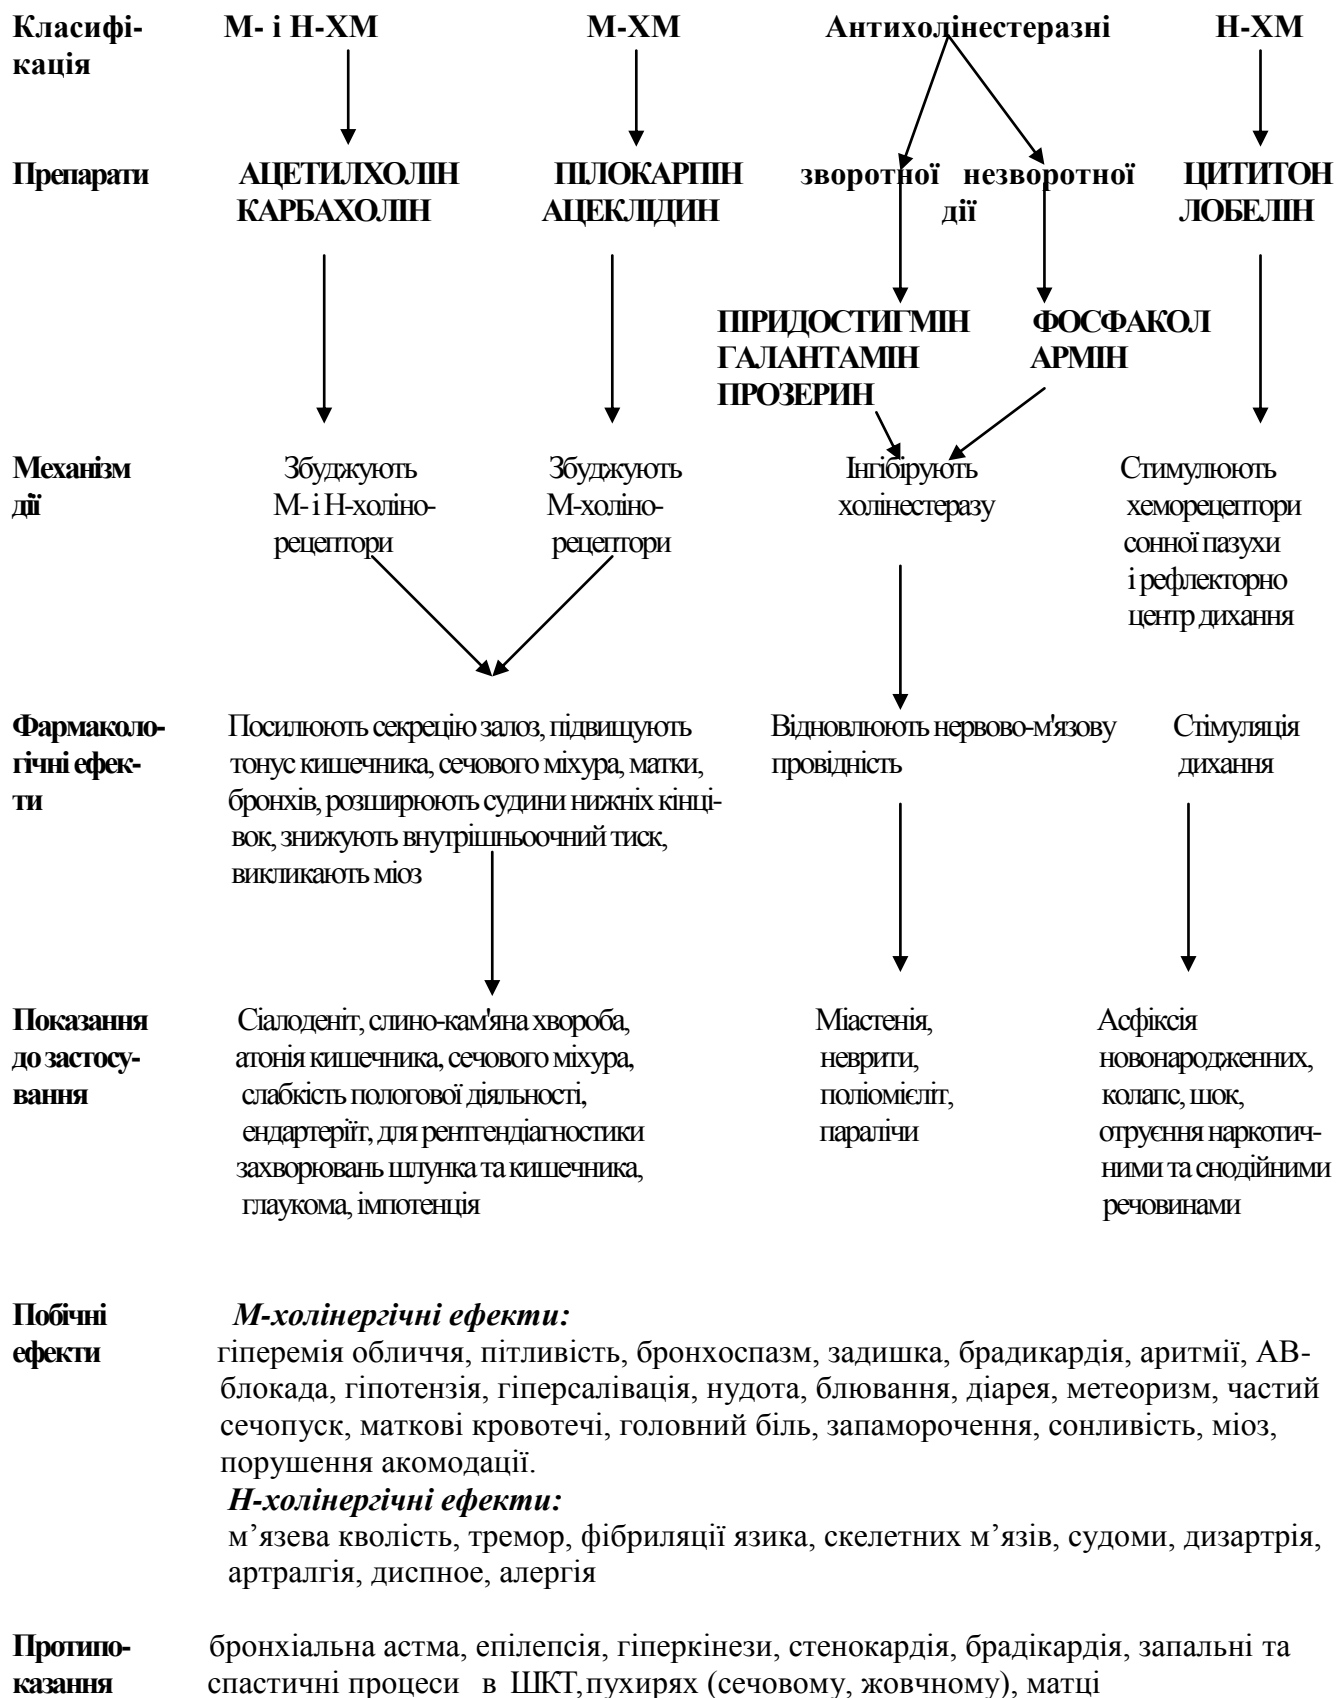 Класифі- М- і Н-ХМ М-ХМ Антихолінестеразні Н-ХМ
кація
Препарати АЦЕТИЛХОЛІН ПІЛОКАРПІН зворотної незворотної ЦИТИТОН
КАРБАХОЛІН АЦЕКЛІДИН дії ЛОБЕЛІН
ПІРИДОСТИГМІН ФОСФАКОЛ
ГАЛАНТАМІН АРМІН
ПРОЗЕРИН
Механізм Збуджують Збуджують Інгібірують Стимулюють
дії М- і Н-холіно- М-холіно- холінестеразу хеморецептори
рецептори рецептори сонної пазухи
і рефлекторно
центр дихання
Фармаколо- Посилюють секрецію залоз, підвищують Відновлюють нервово-м'язову Стімуляція
гічні ефек- тонус кишечника, сечового міхура, матки, провідність дихання
ти бронхів, розширюють судини нижніх кінці-
вок, знижують внутрішньоочний тиск,
викликають міоз
Показання Сіалоденіт, слино-кам'яна хвороба, Міастенія, Асфіксія
до застосу- атонія кишечника, сечового міхура, неврити, новонародженних,
вання слабкість пологової діяльності, поліомієліт, колапс, шок,
ендартеріїт, для рентгендіагностики паралічи отруєння наркотич-
захворювань шлунка та кишечника, ними та снодійними
глаукома, імпотенція речовинами
Побічні М-холінергічні ефекти:
ефекти гіперемія обличчя, пітливість, бронхоспазм, задишка, брадикардія, аритмії, АВ-
блокада, гіпотензія, гіперсалівація, нудота, блювання, діарея, метеоризм, частий
сечопуск, маткові кровотечі, головний біль, запаморочення, сонливість, міоз,
порушення акомодації.
Н-холінергічні ефекти:
м’язева кволість, тремор, фібриляції язика, скелетних м’язів, судоми, дизартрія,
артралгія, диспное, алергія
Протипо- бронхіальна астма, епілепсія, гіперкінези, стенокардія, брадікардія, запальні та
казання спастичні процеси в ШКТ, пухирях (сечовому, жовчному), матці